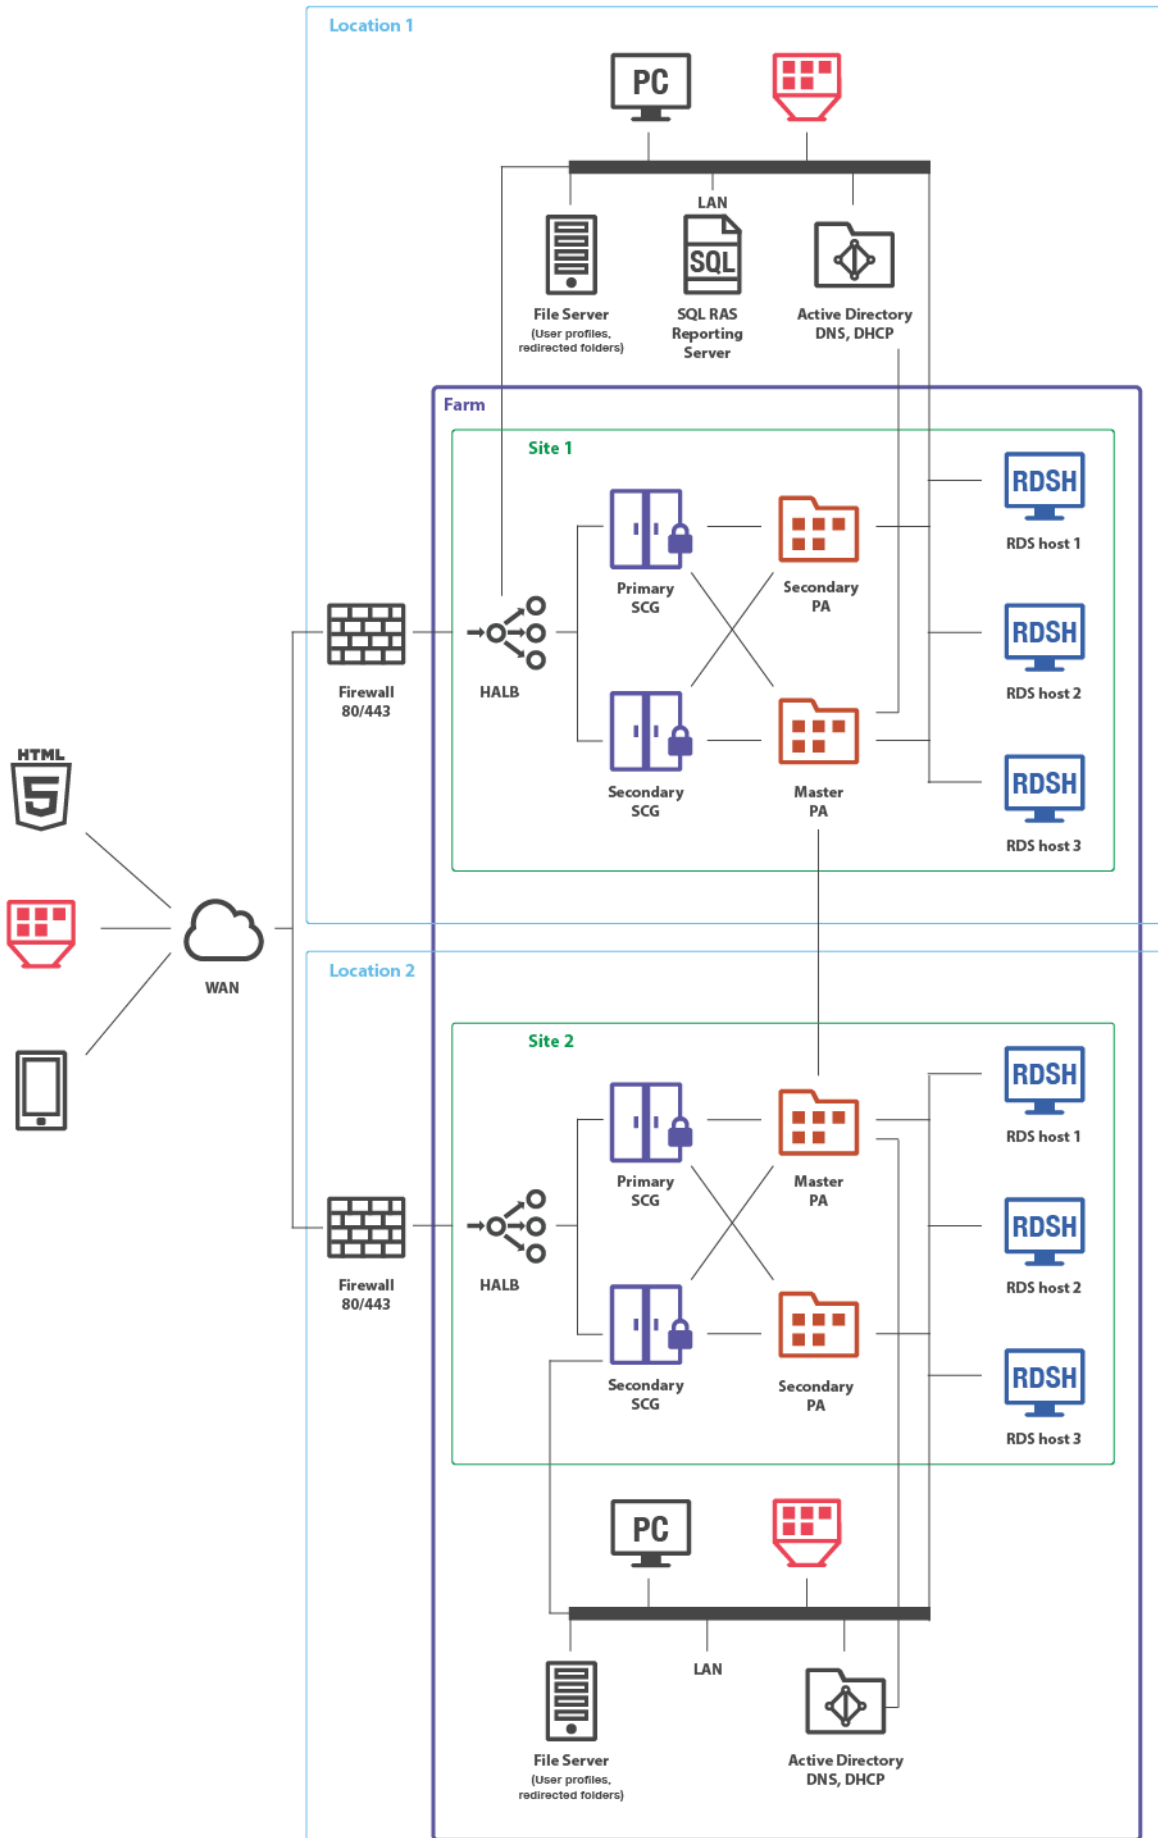 Location 1
PC
LAN
SQL
File Server
(User profiles,
redirected folders)
SQL RAS
Reporting
Server
Active Directory
DNS, DHCP
Farm
Site 1
RDSH
RDS host 1
Primary
SCG
Secondary
PA
RDSH
RDS host 2
Firewall
80/443
HALB
Secondary
SCG
Master
PA
RDSH
RDS host 3
HTML
5
WAN
Location 2
Site 2
RDSH
RDS host 1
Primary
SCG
Master
PA
RDSH
RDS host 2
Firewall
80/443
HALB
Secondary
SCG
Secondary
PA
RDSH
RDS host 3
PC
LAN
File Server
(User profiles,
redirected folders)
Active Directory
DNS, DHCP